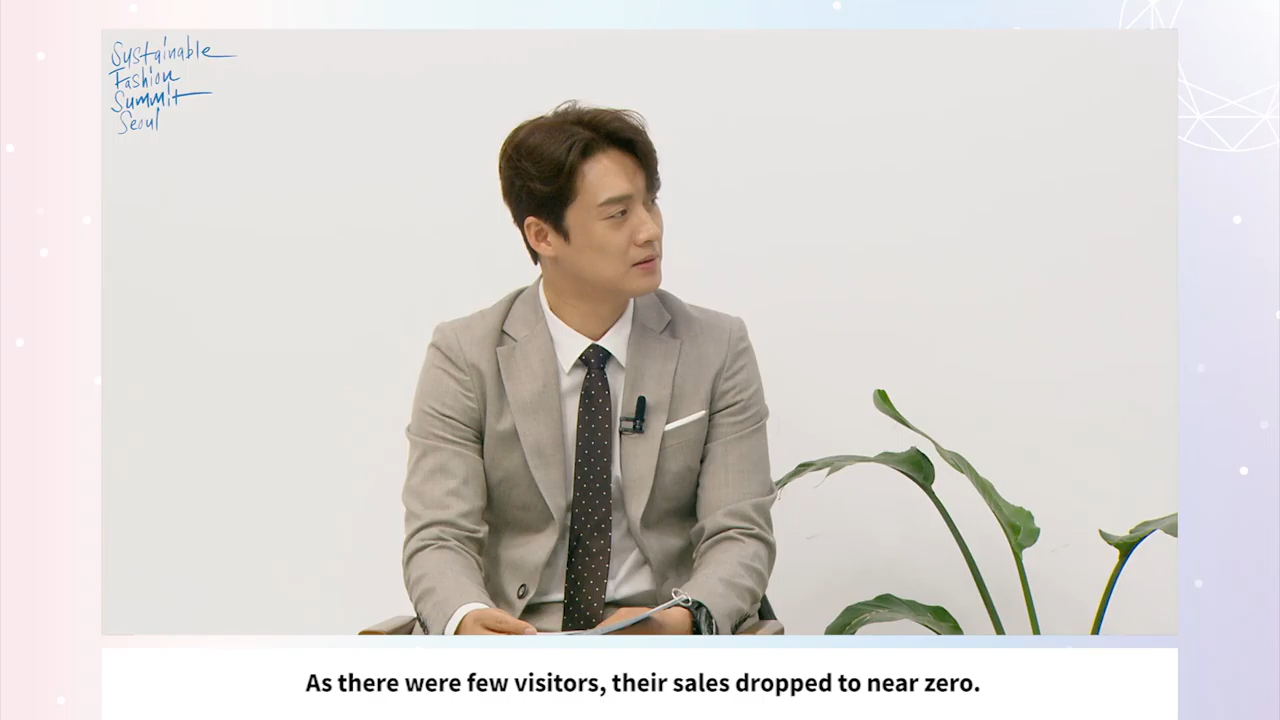 Sustainable
Fashion
Summit
Seoul
As there were few visitors, their sales dropped to near zero.